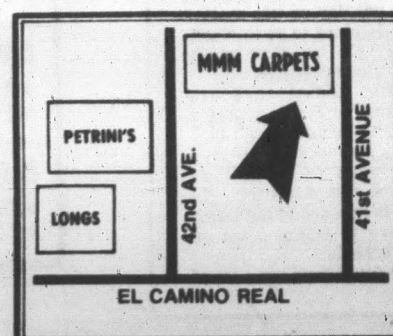 MMM CARPETS
PETRINI'S
LONGS
42nd AVE.
41st AVENUE
EL CAMINO REAL